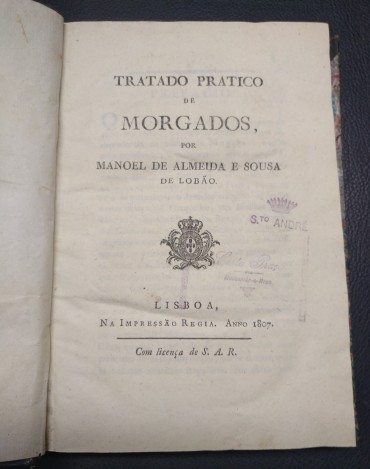 TRATADO PRATICO
DE
MORGADOS,
POR
MANOEL DE ALMEIDA E SOUSA
DE LOBÃO.
S.TO ANDRÉ
LISBOA,
NA IMPRESSÃO REGIA. ANNO 1807.
Com licença de S. A. R.